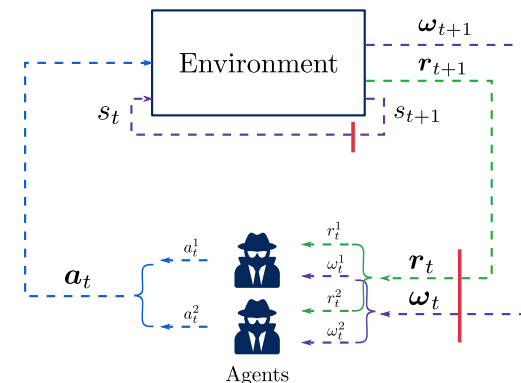 ω_{t+1}
Environment
r_{t+1}
s_t
s_{t+1}
r_t^1
a_t^1
ω_t^1
r_t
a_t
r_t^2
ω_t
a_t^2
ω_t^2
Agents